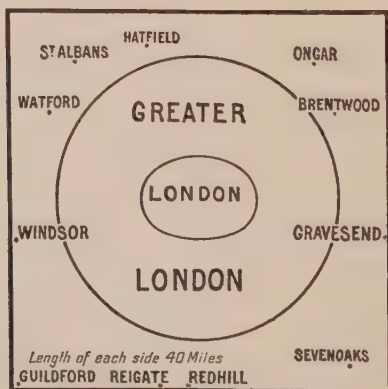 HATFIELD
ST ALBANS
ONGAR
WATFORD
GREATER
BRENTWOOD
LONDON
WINDSOR
GRAVESEND
LONDON
Length of each side 40 Miles
SEVENOAKS
GUILDFORD REIGATE REDHILL